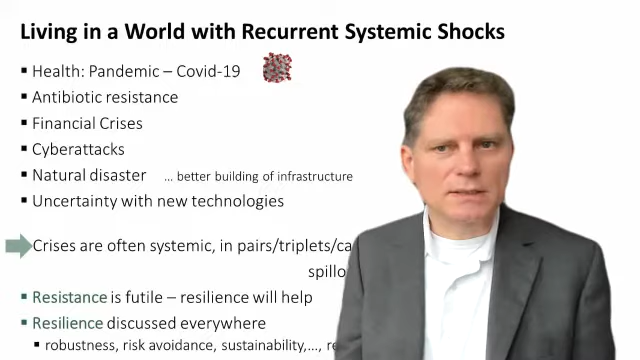 Living in a World with Recurrent Systemic Shocks
▪ Health: Pandemic – Covid-19
▪ Antibiotic resistance
▪ Financial Crises
▪ Cyberattacks
▪ Natural disaster ... better building of infrastructure
▪ Uncertainty with new technologies
Crises are often systemic, in pairs/triplets/ca
spillo
▪ Resistance is futile – resilience will help
▪ Resilience discussed everywhere
▪ robustness, risk avoidance, sustainability,..., re